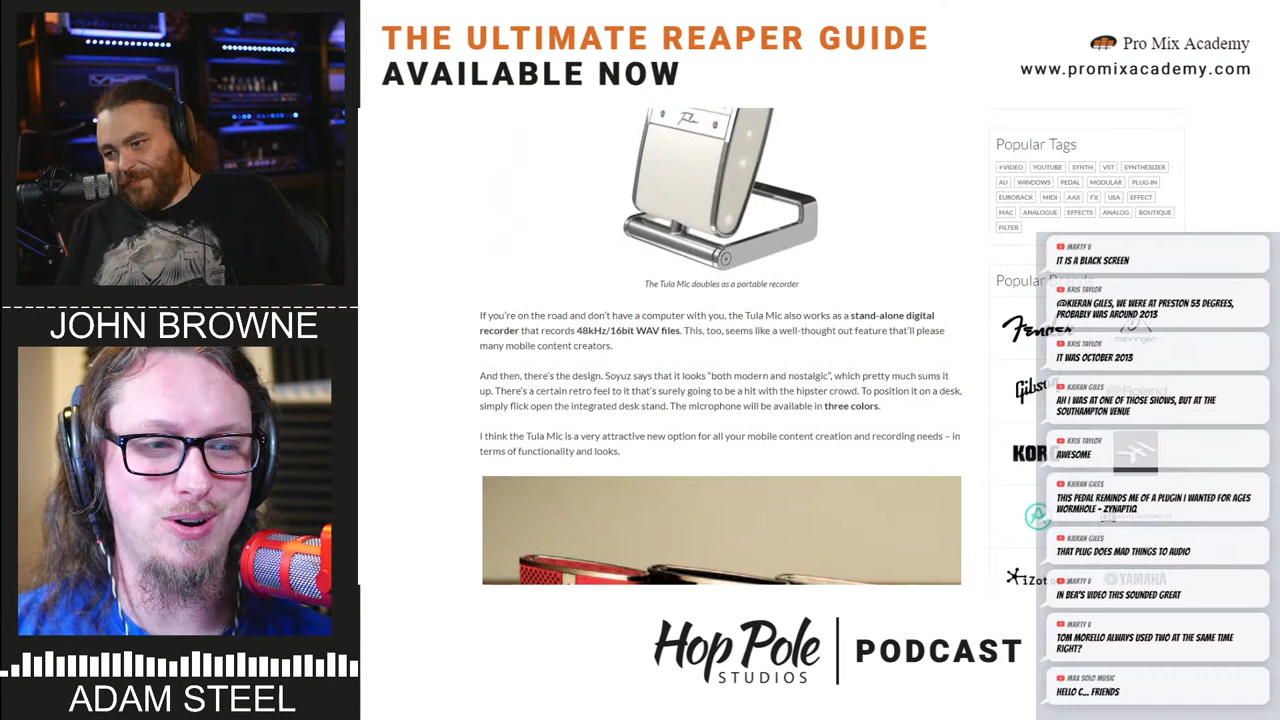 THE ULTIMATE REAPER GUIDE
AVAILABLE NOW
Pro Mix Academy
www.promixacademy.com
JOHN BROWNE
ADAM STEEL
Tula
The Tula Mic doubles as a portable recorder
If you're on the road and don't have a computer with you, the Tula Mic also works as a stand-alone digital
recorder that records 48kHz/16bit WAV files. This, too, seems like a well-thought out feature that'll please
many mobile content creators.
And then, there's the design. Soyuz says that it looks "both modern and nostalgic", which pretty much sums it
up. There's a certain retro feel to it that's surely going to be a hit with the hipster crowd. To position it on a desk,
simply flick open the integrated desk stand. The microphone will be available in three colors.
I think the Tula Mic is a very attractive new option for all your mobile content creation and recording needs – in
terms of functionality and looks.
Popular Tags
#VIDEO YOUTUBE SYNTH VST SYNTHESIZER
AU WINDOWS PEDAL MODULAR PLUG-IN
EURORACK MIDI AAX FX USA EFFECT
MAC ANALOGUE EFFECTS ANALOG BOUTIQUE
FILTER
Popular Brands
Fender
behringer
Gibson
Roland
KORG
iZoto
YAMAHA
MARTY V
IT IS A BLACK SCREEN
KRIS TAYLOR
@KIERAN GILES, WE WERE AT PRESTON 53 DEGREES,
PROBABLY WAS AROUND 2013
KRIS TAYLOR
IT WAS OCTOBER 2013
KIERAN GILES
AH I WAS AT ONE OF THOSE SHOWS, BUT AT THE
SOUTHAMPTON VENUE
KRIS TAYLOR
AWESOME
KIERAN GILES
THIS PEDAL REMINDS ME OF A PLUGIN I WANTED FOR AGES
WORMHOLE - ZYNAPTIQ
KIERAN GILES
THAT PLUG DOES MAD THINGS TO AUDIO
MARTY V
IN BEA'S VIDEO THIS SOUNDED GREAT
MARTY V
TOM MORELLO ALWAYS USED TWO AT THE SAME TIME
RIGHT?
MAX SOLO MUSIC
HELLO C... FRIENDS
Hop Pole
STUDIOS
PODCAST